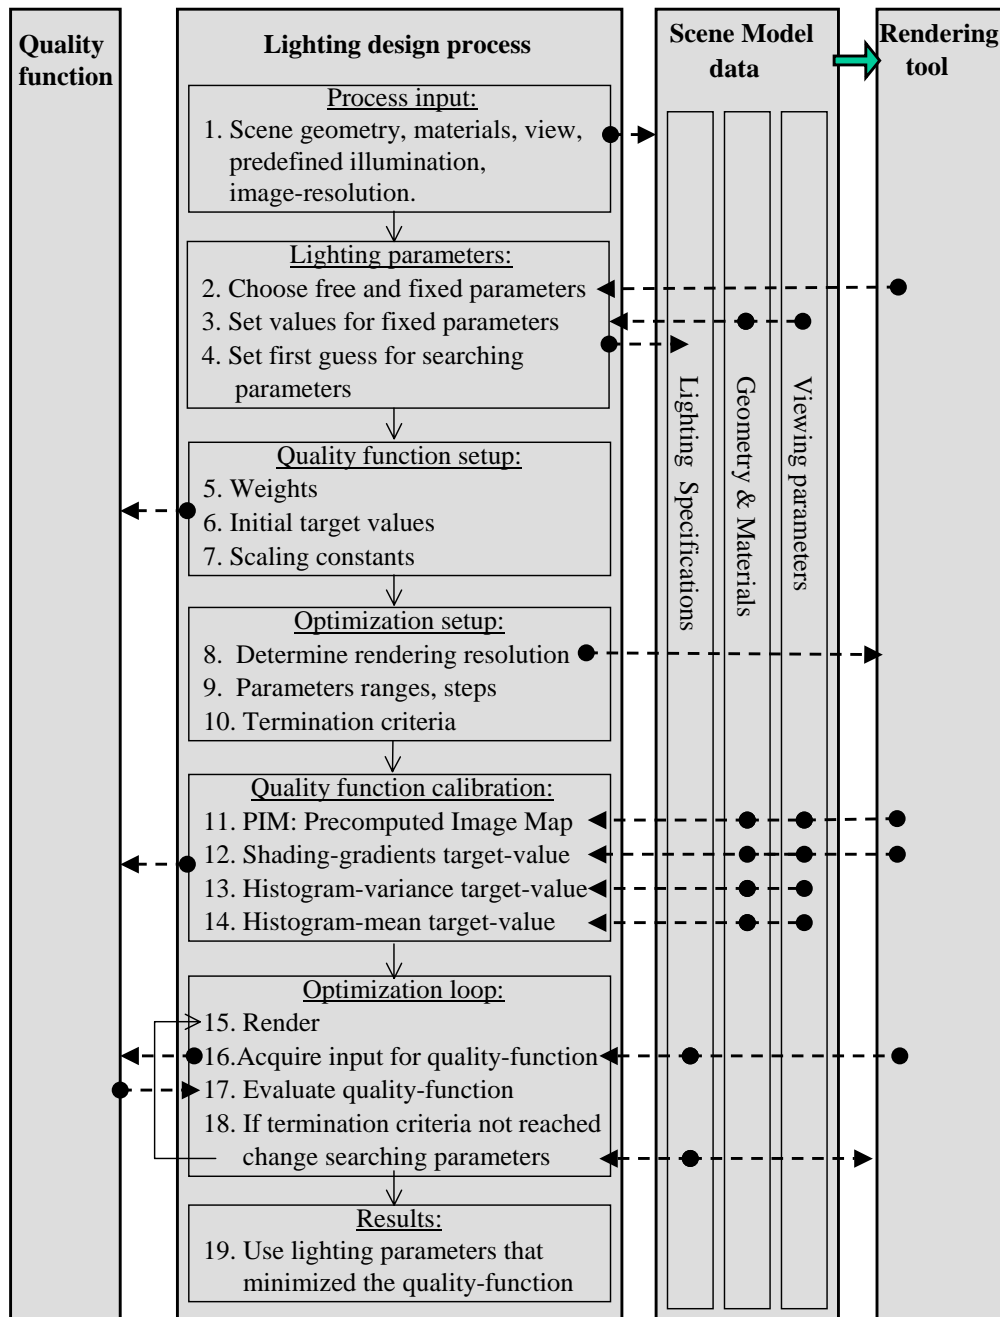 Quality
function
Lighting design process
Scene Model
data
Rendering
tool
Process input:
1. Scene geometry, materials, view,
predefined illumination,
image-resolution.
Lighting parameters:
2. Choose free and fixed parameters
3. Set values for fixed parameters
4. Set first guess for searching
parameters
Lighting Specifications
Geometry & Materials
Viewing parameters
Quality function setup:
5. Weights
6. Initial target values
7. Scaling constants
Optimization setup:
8. Determine rendering resolution
9. Parameters ranges, steps
10. Termination criteria
Quality function calibration:
11. PIM: Precomputed Image Map
12. Shading-gradients target-value
13. Histogram-variance target-value
14. Histogram-mean target-value
Optimization loop:
15. Render
16.Acquire input for quality-function
17. Evaluate quality-function
18. If termination criteria not reached
change searching parameters
Results:
19. Use lighting parameters that
minimized the quality-function